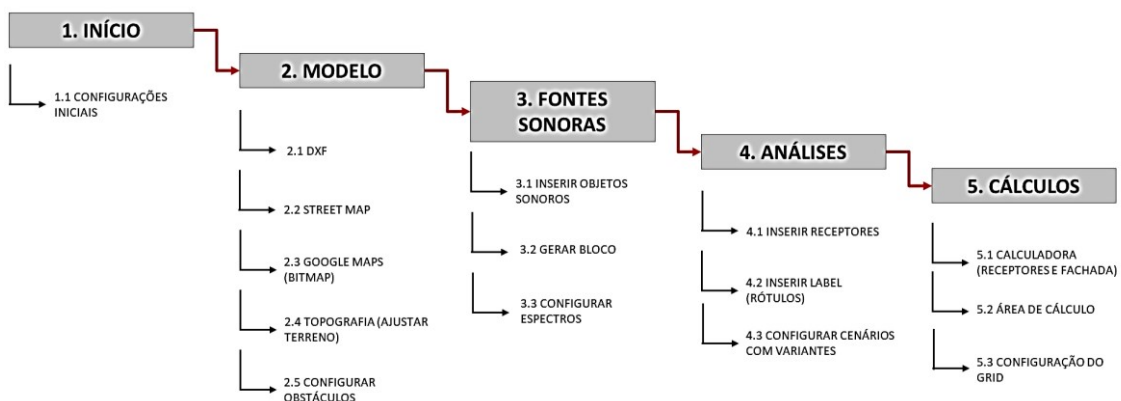 1. INÍCIO
1.1 CONFIGURAÇÕES
INICIAIS
2. MODELO
2.1 DXF
2.2 STREET MAP
2.3 GOOGLE MAPS
(BITMAP)
2.4 TOPOGRAFIA (AJUSTAR
TERRENO)
2.5 CONFIGURAR
OBSTÁCULOS
3. FONTES
SONORAS
3.1 INSERIR OBJETOS
SONOROS
3.2 GERAR BLOCO
3.3 CONFIGURAR
ESPECTROS
4. ANÁLISES
4.1 INSERIR RECEPTORES
4.2 INSERIR LABEL
(RÓTULOS)
4.3 CONFIGURAR CENÁRIOS
COM VARIANTES
5. CÁLCULOS
5.1 CALCULADORA
(RECEPTORES E FACHADA)
5.2 ÁREA DE CÁLCULO
5.3 CONFIGURAÇÃO DO
GRID